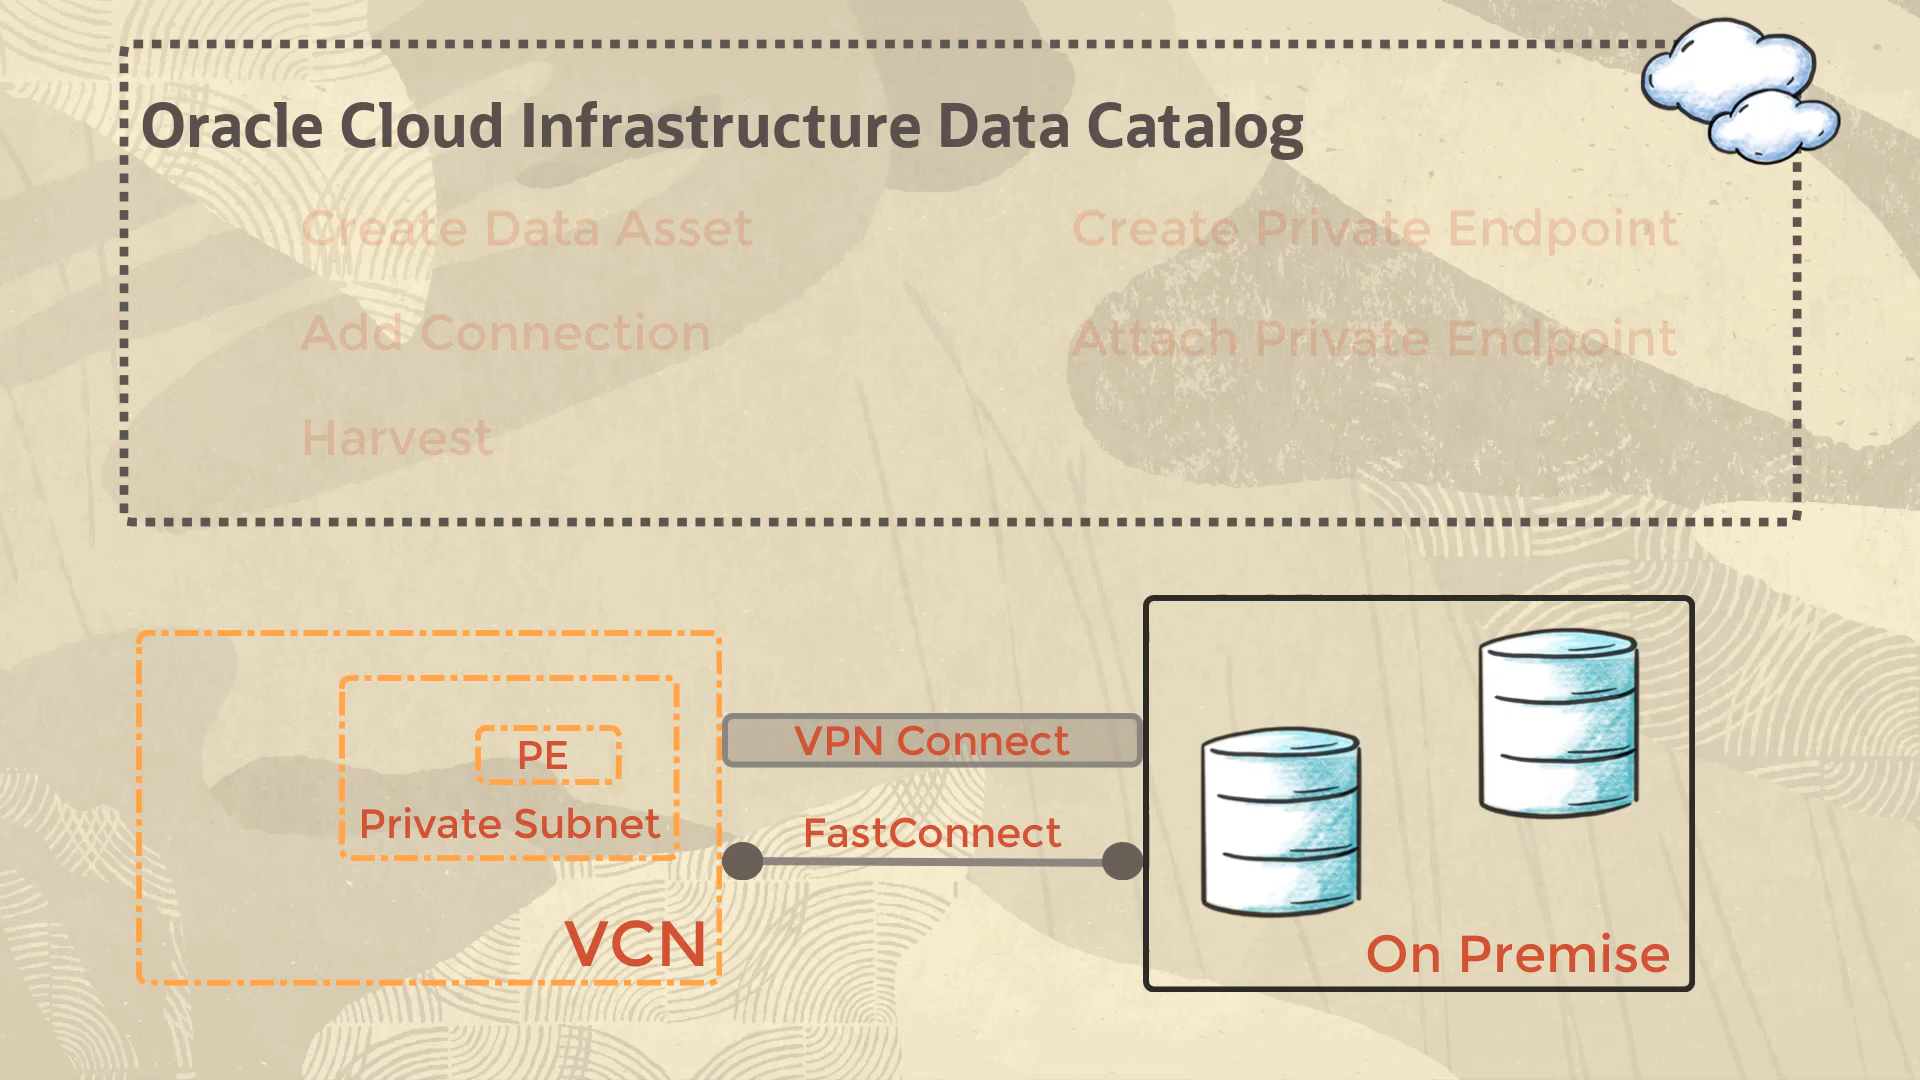 Oracle Cloud Infrastructure Data Catalog
Create Data Asset
Create Private Endpoint
Add Connection
Attach Private Endpoint
Harvest
PE
Private Subnet
VCN
VPN Connect
FastConnect
On Premise